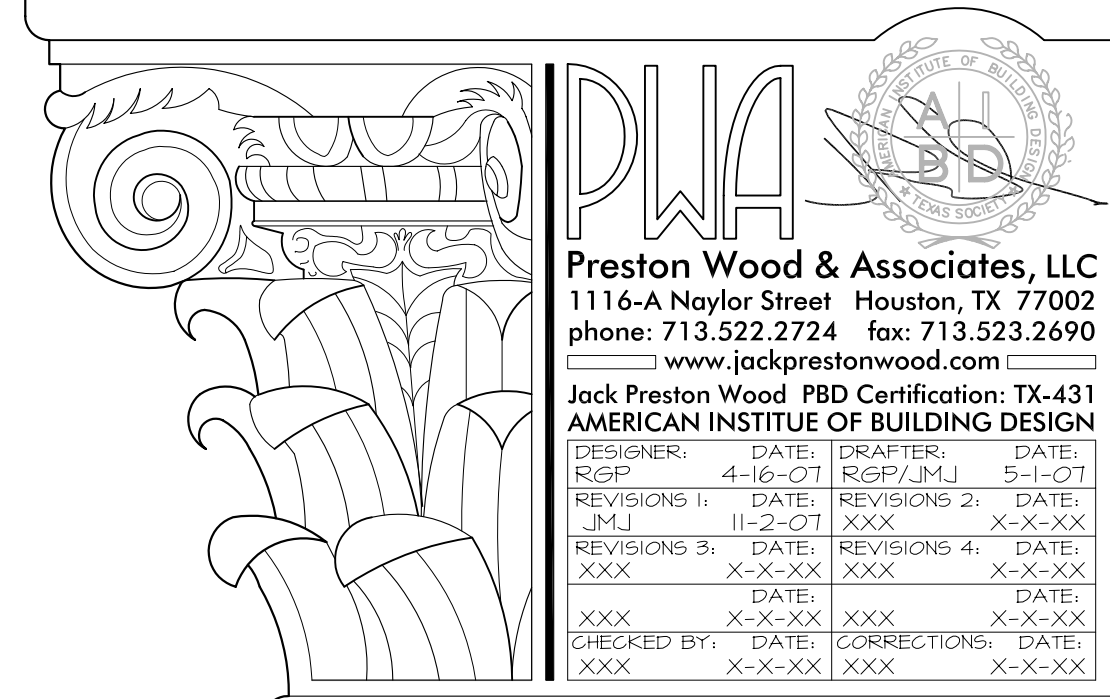 PWA
AMERICAN INSTITUTE OF BUILDING DESIGN
A I
B D
★ TEXAS SOCIETY ★
Preston Wood & Associates, LLC
1116-A Naylor Street Houston, TX 77002
phone: 713.522.2724 fax: 713.523.2690
www.jackprestonwood.com
Jack Preston Wood PBD Certification: TX-431
AMERICAN INSTITUE OF BUILDING DESIGN
DESIGNER: DATE: DRAFTER: DATE:
RGP 4-16-07 RGP/JMJ 5-1-07
REVISIONS 1: DATE: REVISIONS 2: DATE:
JMJ 11-2-07 XXX X-X-XX
REVISIONS 3: DATE: REVISIONS 4: DATE:
XXX X-X-XX XXX X-X-XX
DATE: DATE:
XXX X-X-XX XXX X-X-XX
CHECKED BY: DATE: CORRECTIONS: DATE:
XXX X-X-XX XXX X-X-XX